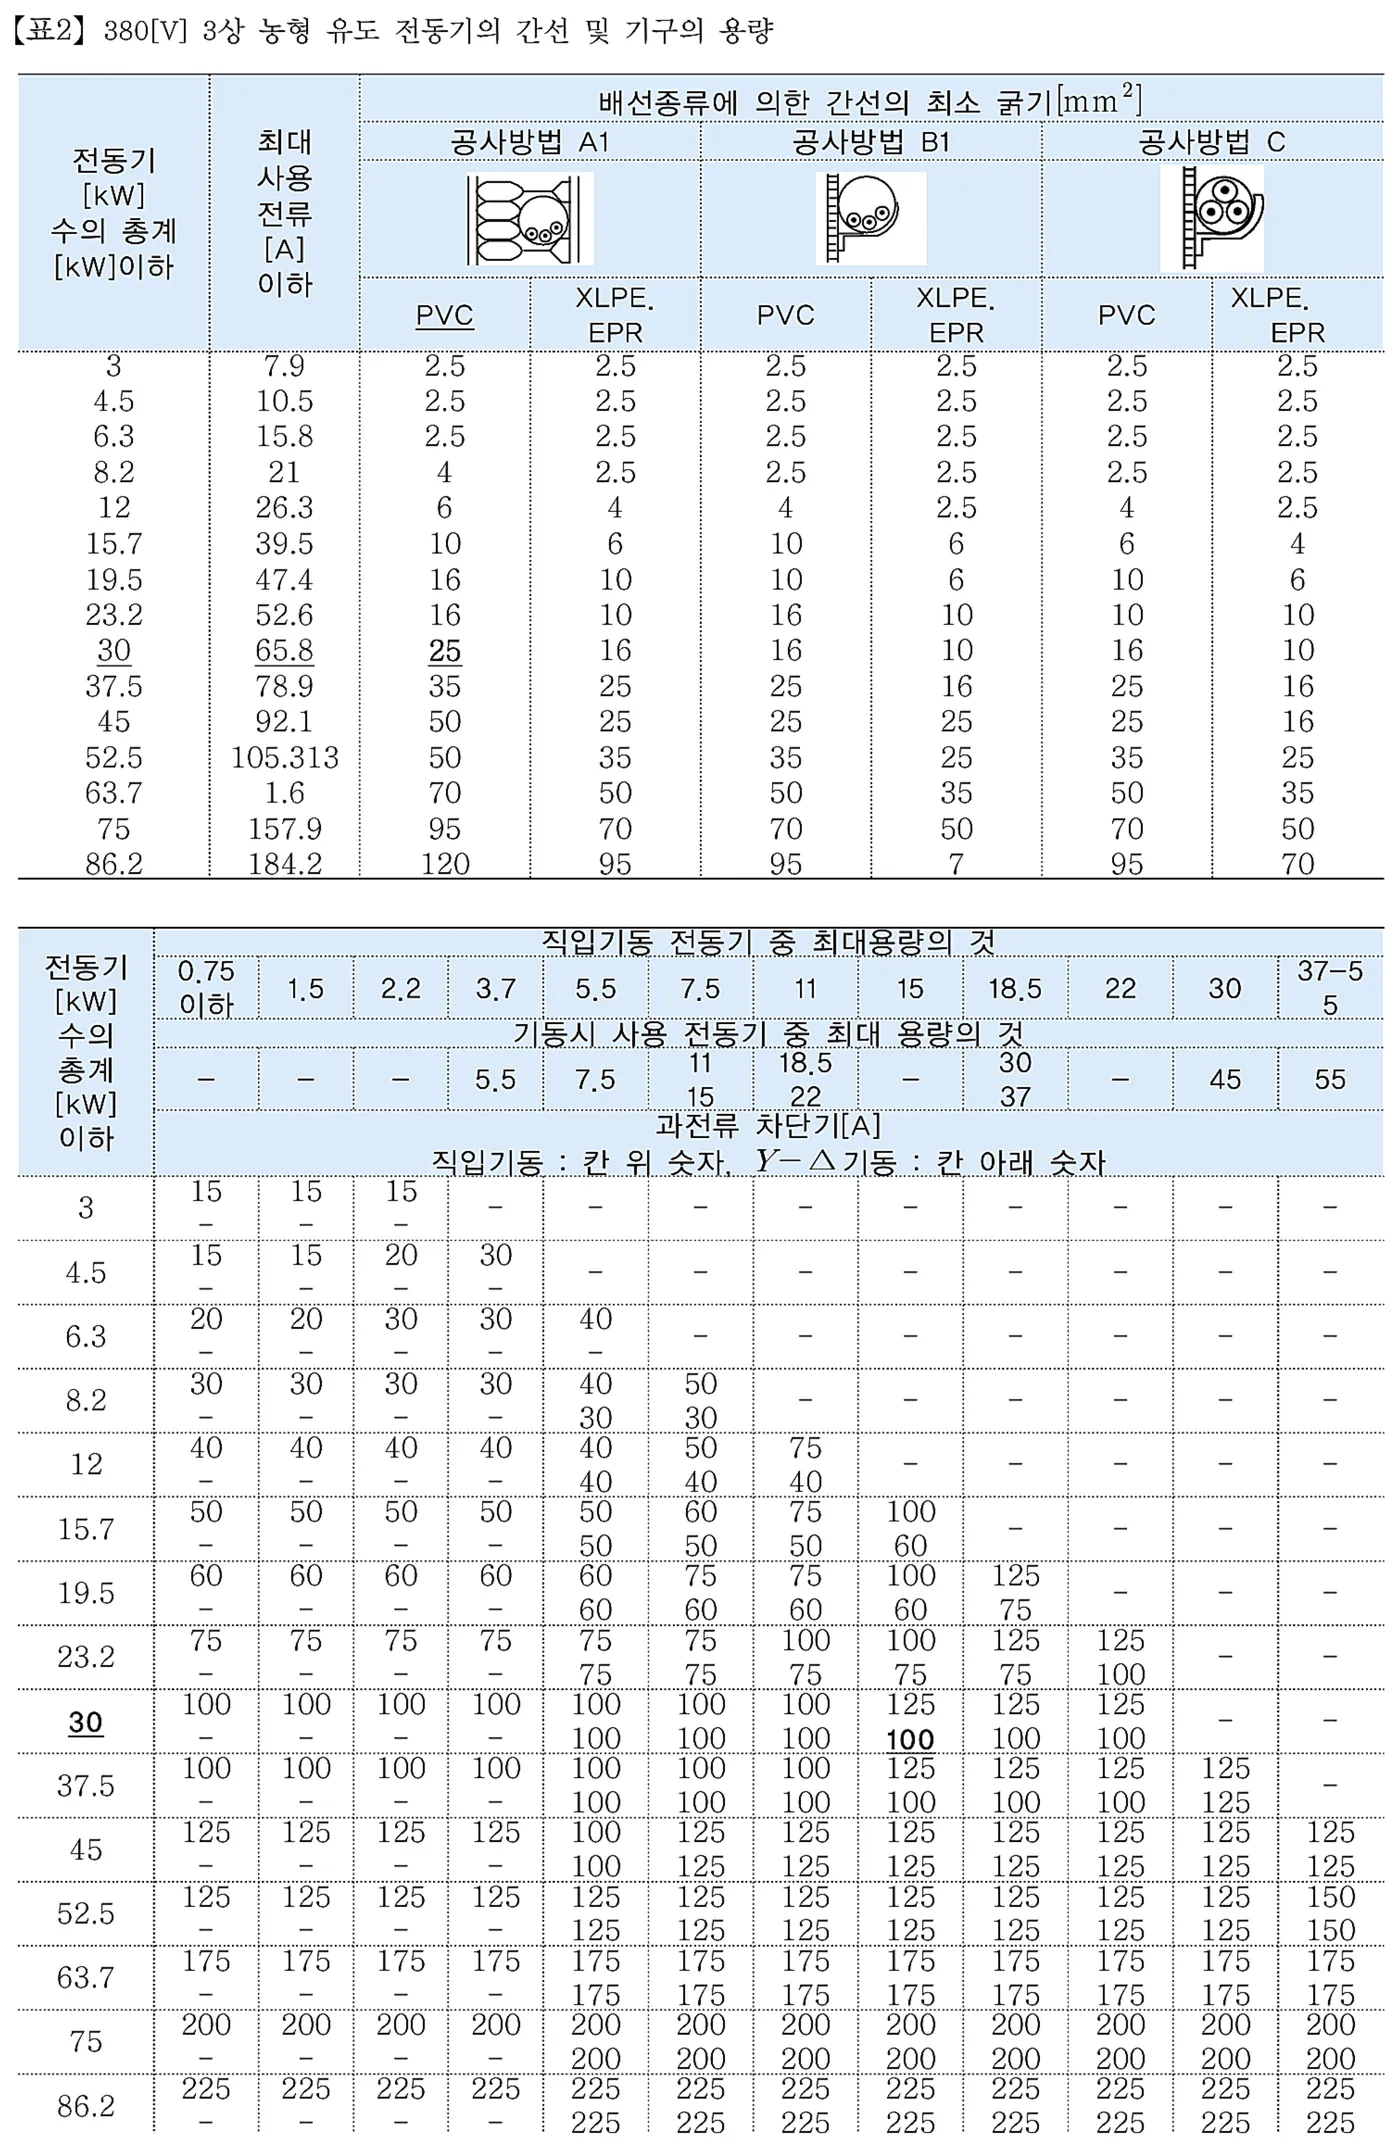 【표2】 380[V] 3상 농형 유도 전동기의 간선 및 기구의 용량
전동기 [kW] 수의 총계 [kW]이하 최대 사용 전류 [A] 이하 배선종류에 의한 간선의 최소 굵기[mm²]
공사방법 A1 공사방법 B1 공사방법 C
PVC XLPE. EPR PVC XLPE. EPR PVC XLPE. EPR
3 7.9 2.5 2.5 2.5 2.5 2.5 2.5
4.5 10.5 2.5 2.5 2.5 2.5 2.5 2.5
6.3 15.8 2.5 2.5 2.5 2.5 2.5 2.5
8.2 21 4 2.5 2.5 2.5 2.5 2.5
12 26.3 6 4 4 2.5 4 2.5
15.7 39.5 10 6 10 6 6 4
19.5 47.4 16 10 10 6 10 6
23.2 52.6 16 10 16 10 10 10
30 65.8 25 16 16 10 16 10
37.5 78.9 35 25 25 16 25 16
45 92.1 50 25 25 25 25 16
52.5 105.313 50 35 35 25 35 25
63.7 1.6 70 50 50 35 50 35
75 157.9 95 70 70 50 70 50
86.2 184.2 120 95 95 7 95 70
전동기 [kW] 수의 총계 [kW] 이하 직입기동 전동기 중 최대용량의 것
0.75 이하 1.5 2.2 3.7 5.5 7.5 11 15 18.5 22 30 37-5 5
기동시 사용 전동기 중 최대 용량의 것
- - - 5.5 7.5 11 15 18.5 22 - 30 37 - 45 55
과전류 차단기[A]
직입기동 : 칸 위 숫자, Y-△기동 : 칸 아래 숫자
3 15 15 15 - - - - - - - - -
- - -
4.5 15 15 20 30 - - - - - - - -
- - - -
6.3 20 20 30 30 40 - - - - - - -
- - - - -
8.2 30 30 30 30 40 50 - - - - - -
- - - - 30 30
12 40 40 40 40 40 50 75 - - - - -
- - - - 40 40 40
15.7 50 50 50 50 50 60 75 100 - - - -
- - - - 50 50 50 60
19.5 60 60 60 60 60 75 75 100 125 - - -
- - - - 60 60 60 60 75
23.2 75 75 75 75 75 75 100 100 125 125 - -
- - - - 75 75 75 75 75 100
30 100 100 100 100 100 100 100 125 125 125 - -
- - - - 100 100 100 100 100 100
37.5 100 100 100 100 100 100 100 125 125 125 125 -
- - - - 100 100 100 100 100 100 125
45 125 125 125 125 100 125 125 125 125 125 125 125
- - - - 100 125 125 125 125 125 125 125
52.5 125 125 125 125 125 125 125 125 125 125 125 150
- - - - 125 125 125 125 125 125 125 150
63.7 175 175 175 175 175 175 175 175 175 175 175 175
- - - - 175 175 175 175 175 175 175 175
75 200 200 200 200 200 200 200 200 200 200 200 200
- - - - 200 200 200 200 200 200 200 200
86.2 225 225 225 225 225 225 225 225 225 225 225 225
- - - - 225 225 225 225 225 225 225 225